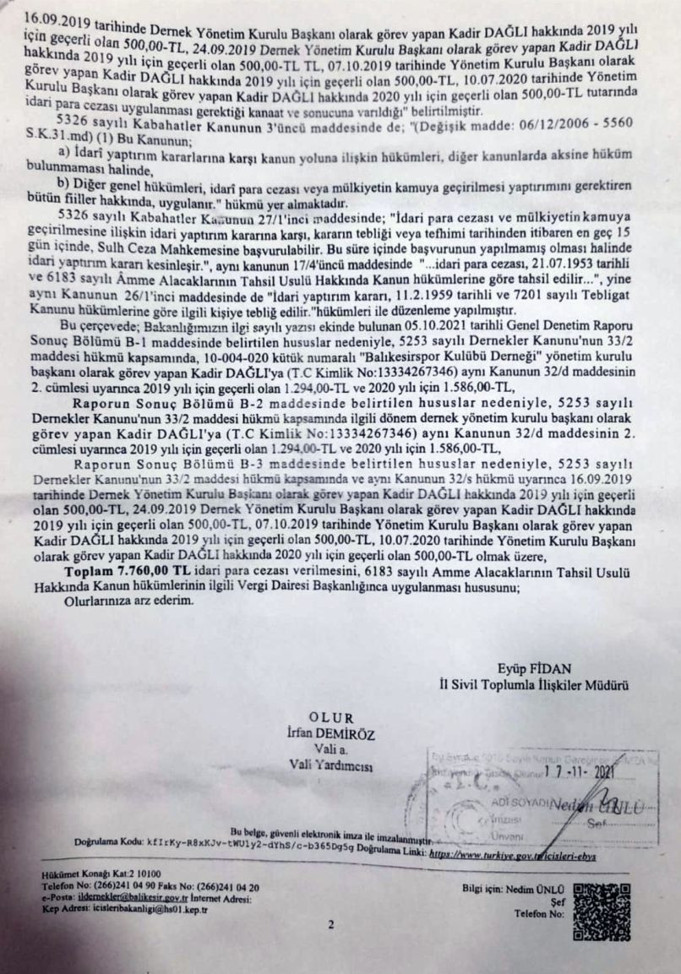 16.09.2019 tarihinde Dernek Yönetim Kurulu Başkanı olarak görev yapan Kadir DAĞLI hakkında 2019 yılı
için geçerli olan 500,00-TL, 24.09.2019 Dernek Yönetim Kurulu Başkanı olarak görev yapan Kadir DAĞLI
hakkında 2019 yılı için geçerli olan 500,00-TL TL, 07.10.2019 tarihinde Yönetim Kurulu Başkanı olarak
görev yapan Kadir DAĞLI hakkında 2019 yılı için geçerli olan 500,00-TL, 10.07.2020 tarihinde Yönetim
Kurulu Başkanı olarak görev yapan Kadir DAĞLI hakkında 2020 yılı için geçerli olan 500,00-TL tutarında
idari para cezası uygulanması gerektiği kanaat ve sonucuna varıldığı" belirtilmiştir.
5326 sayılı Kabahatler Kanunun 3'üncü maddesinde de; "(Değişik madde: 06/12/2006 - 5560
S.K.31.md) (1) Bu Kanunun;
a) İdarî yaptırım kararlarına karşı kanun yoluna ilişkin hükümleri, diğer kanunlarda aksine hüküm
bulunmaması halinde,
b) Diğer genel hükümleri, idarî para cezası veya mülkiyetin kamuya geçirilmesi yaptırımını gerektiren
bütün fiiller hakkında, uygulanır." hükmü yer almaktadır.
5326 sayılı Kabahatler Kanunun 27/1'inci maddesinde; "İdari para cezası ve mülkiyetin kamuya
geçirilmesine ilişkin idari yaptırım kararına karşı, kararın tebliği veya tefhimi tarihinden itibaren en geç 15
gün içinde, Sulh Ceza Mahkemesine başvurulabilir. Bu süre içinde başvurunun yapılmamış olması halinde
idari yaptırım kararı kesinleşir.", aynı kanunun 17/4'üncü maddesinde "...idari para cezası, 21.07.1953 tarihli
ve 6183 sayılı Âmme Alacaklarının Tahsil Usulü Hakkında Kanun hükümlerine göre tahsil edilir...", yine
aynı Kanunun 26/1'inci maddesinde de "İdari yaptırım kararı, 11.2.1959 tarihli ve 7201 sayılı Tebligat
Kanunu hükümlerine göre ilgili kişiye tebliğ edilir."hükümleri ile düzenleme yapılmıştır.
Bu çerçevede; Bakanlığımızın ilgi sayılı yazısı ekinde bulunan 05.10.2021 tarihli Genel Denetim Raporu
Sonuç Bölümü B-1 maddesinde belirtilen hususlar nedeniyle, 5253 sayılı Dernekler Kanunu'nun 33/2
maddesi hükmü kapsamında, 10-004-020 kütük numaralı "Balıkesirspor Kulübü Derneği" yönetim kurulu
başkanı olarak görev yapan Kadir DAĞLI'ya (T.C Kimlik No:13334267346) aynı Kanunun 32/d maddesinin
2. cümlesi uyarınca 2019 yılı için geçerli olan 1.294,00-TL ve 2020 yılı için 1.586,00-TL,
Raporun Sonuç Bölümü B-2 maddesinde belirtilen hususlar nedeniyle, 5253 sayılı
Dernekler Kanunu'nun 33/2 maddesi hükmü kapsamında ilgili dönem dernek yönetim kurulu başkanı olarak
görev yapan Kadir DAĞLI'ya (T.C Kimlik No:13334267346) aynı Kanunun 32/d maddesinin 2.
cümlesi uyarınca 2019 yılı için geçerli olan 1.294,00-TL ve 2020 yılı için 1.586,00-TL,
Raporun Sonuç Bölümü B-3 maddesinde belirtilen hususlar nedeniyle, 5253 sayılı
Dernekler Kanunu'nun 33/2 maddesi hükmü kapsamında ve aynı Kanunun 32/s hükmü uyarınca 16.09.2019
tarihinde Dernek Yönetim Kurulu Başkanı olarak görev yapan Kadir DAĞLI hakkında 2019 yılı için geçerli
olan 500,00-TL, 24.09.2019 Dernek Yönetim Kurulu Başkanı olarak görev yapan Kadir DAĞLI hakkında
2019 yılı için geçerli olan 500,00-TL, 07.10.2019 tarihinde Yönetim Kurulu Başkanı olarak görev yapan
Kadir DAĞLI hakkında 2019 yılı için geçerli olan 500,00-TL, 10.07.2020 tarihinde Yönetim Kurulu Başkanı
olarak görev yapan Kadir DAĞLI hakkında 2020 yılı için geçerli olan 500,00-TL olmak üzere,
Toplam 7.760,00 TL idari para cezası verilmesini, 6183 sayılı Amme Alacaklarının Tahsil Usulü
Hakkında Kanun hükümlerinin ilgili Vergi Dairesi Başkanlığınca uygulanması hususunu;
Olurlarınıza arz ederim.
Eyüp FİDAN
İl Sivil Toplumla İlişkiler Müdürü
OLUR
İrfan DEMİRÖZ
Vali a.
Vali Yardımcısı
17-11-2021
ADI SOYADI Nedim ÜNLÜ
İmzası
Ünvanı Şef
Bu belge, güvenli elektronik imza ile imzalanmıştır.
Doğrulama Kodu: kfIrKy-R8xKJv-tWU1y2-dYhS/c-b365Dg5g Doğrulama Linki: https://www.turkiye.gov.tr/icisleri-ebys
Hükümet Konağı Kat:2 10100
Telefon No: (266)241 04 90 Faks No: (266)241 04 20
e-Posta: ildernekler@balikesir.gov.tr İnternet Adresi:
Kep Adresi: icisleribakanligi@hs01.kep.tr
Bilgi için: Nedim ÜNLÜ
Şef
Telefon No:
2